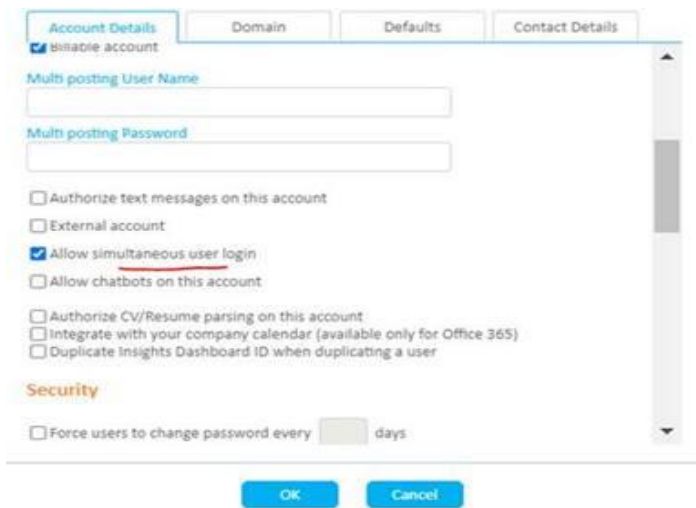 Account Details
Domain
Defaults
Contact Details
Billable account
Multi posting User Name
Multi posting Password
Authorize text messages on this account
External account
Allow simultaneous user login
Allow chatbots on this account
Authorize CV/Resume parsing on this account
Integrate with your company calendar (available only for Office 365)
Duplicate Insights Dashboard ID when duplicating a user
Security
Force users to change password every days
OK
Cancel